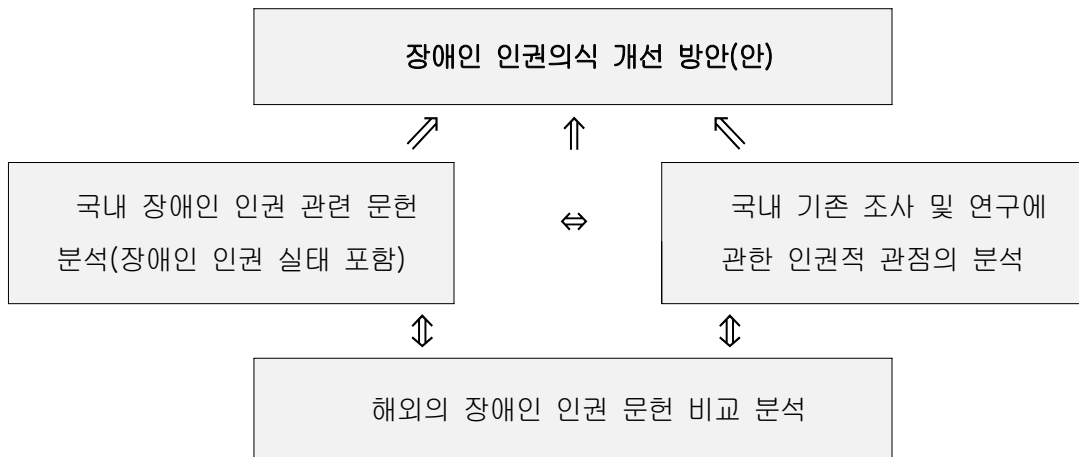 장애인 인권의식 개선 방안(안)
⇗ ⇑ ⇖
국내 장애인 인권 관련 문헌
분석(장애인 인권 실태 포함)
⇔
국내 기존 조사 및 연구에
관한 인권적 관점의 분석
⇕ ⇕
해외의 장애인 인권 문헌 비교 분석